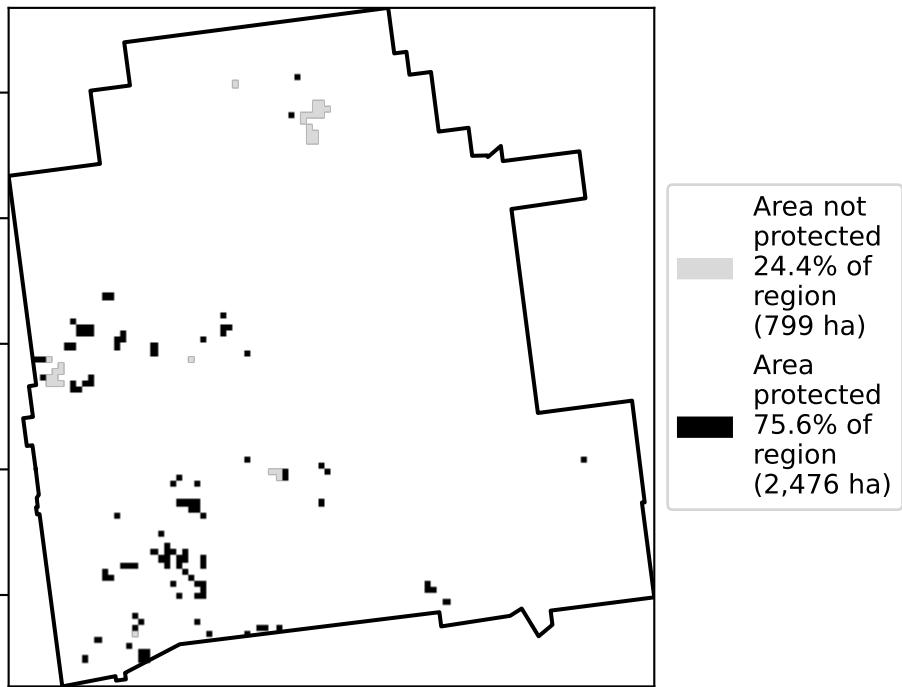 Area not
protected
24.4% of
region
(799 ha)
Area
protected
75.6% of
region
(2,476 ha)